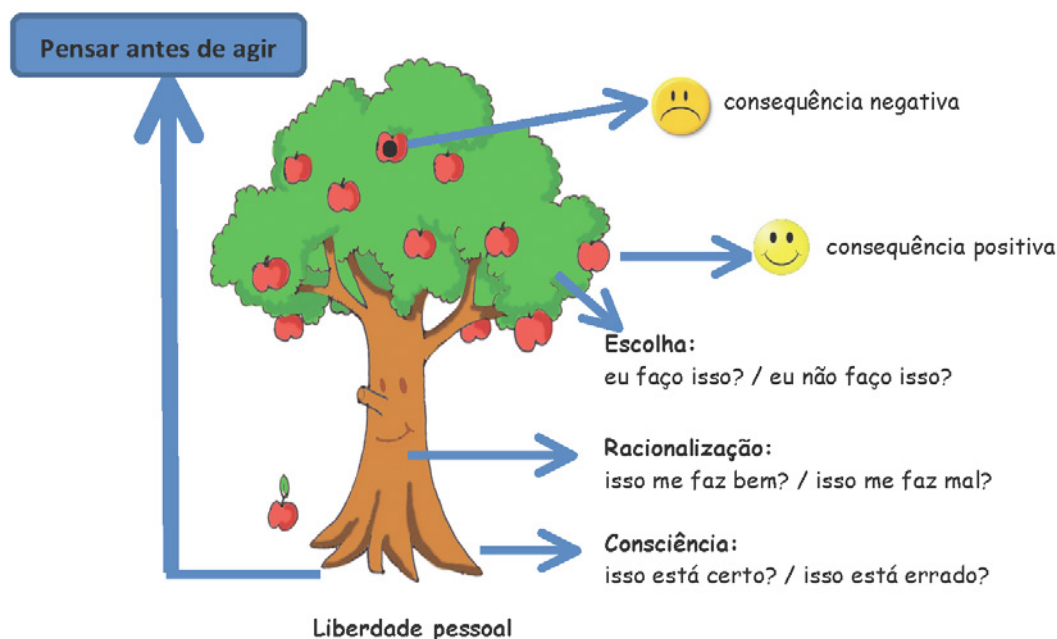 Pensar antes de agir
consequência negativa
consequência positiva
Escolha:
eu faço isso? / eu não faço isso?
Racionalização:
isso me faz bem? / isso me faz mal?
Consciência:
isso está certo? / isso está errado?
Liberdade pessoal